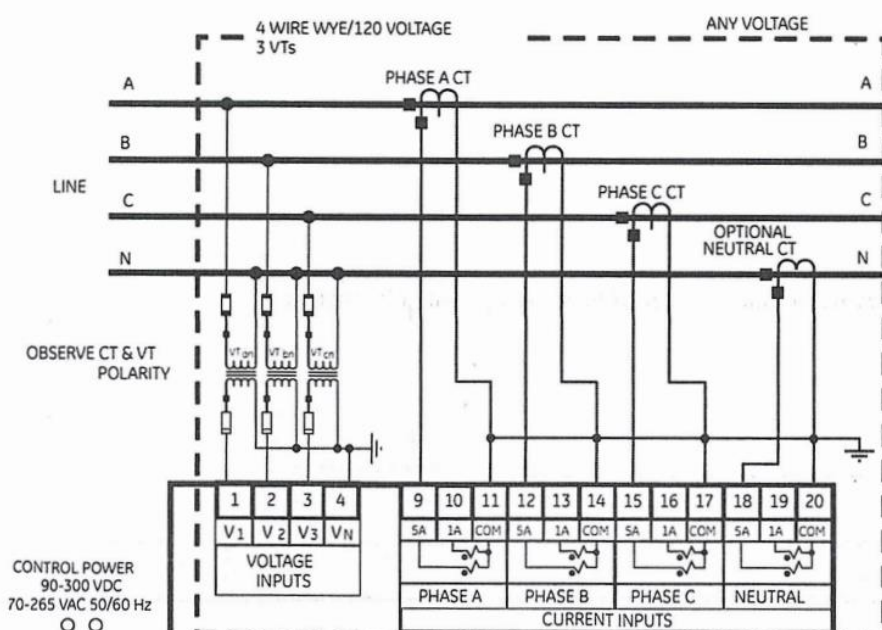 4 WIRE WYE/120 VOLTAGE
3 VTs
ANY VOLTAGE
A
PHASE A CT
A
B
PHASE B CT
B
LINE
C
PHASE C CT
C
OPTIONAL
NEUTRAL CT
N
N
OBSERVE CT & VT
POLARITY
VTan VTbn VTcn
1 2 3 4
9 10 11 12 13 14 15 16 17 18 19 20
V1 V2 V3 VN
5A 1A COM 5A 1A COM 5A 1A COM 5A 1A COM
VOLTAGE
INPUTS
CONTROL POWER
90-300 VDC
70-265 VAC 50/60 Hz
PHASE A PHASE B PHASE C NEUTRAL
CURRENT INPUTS